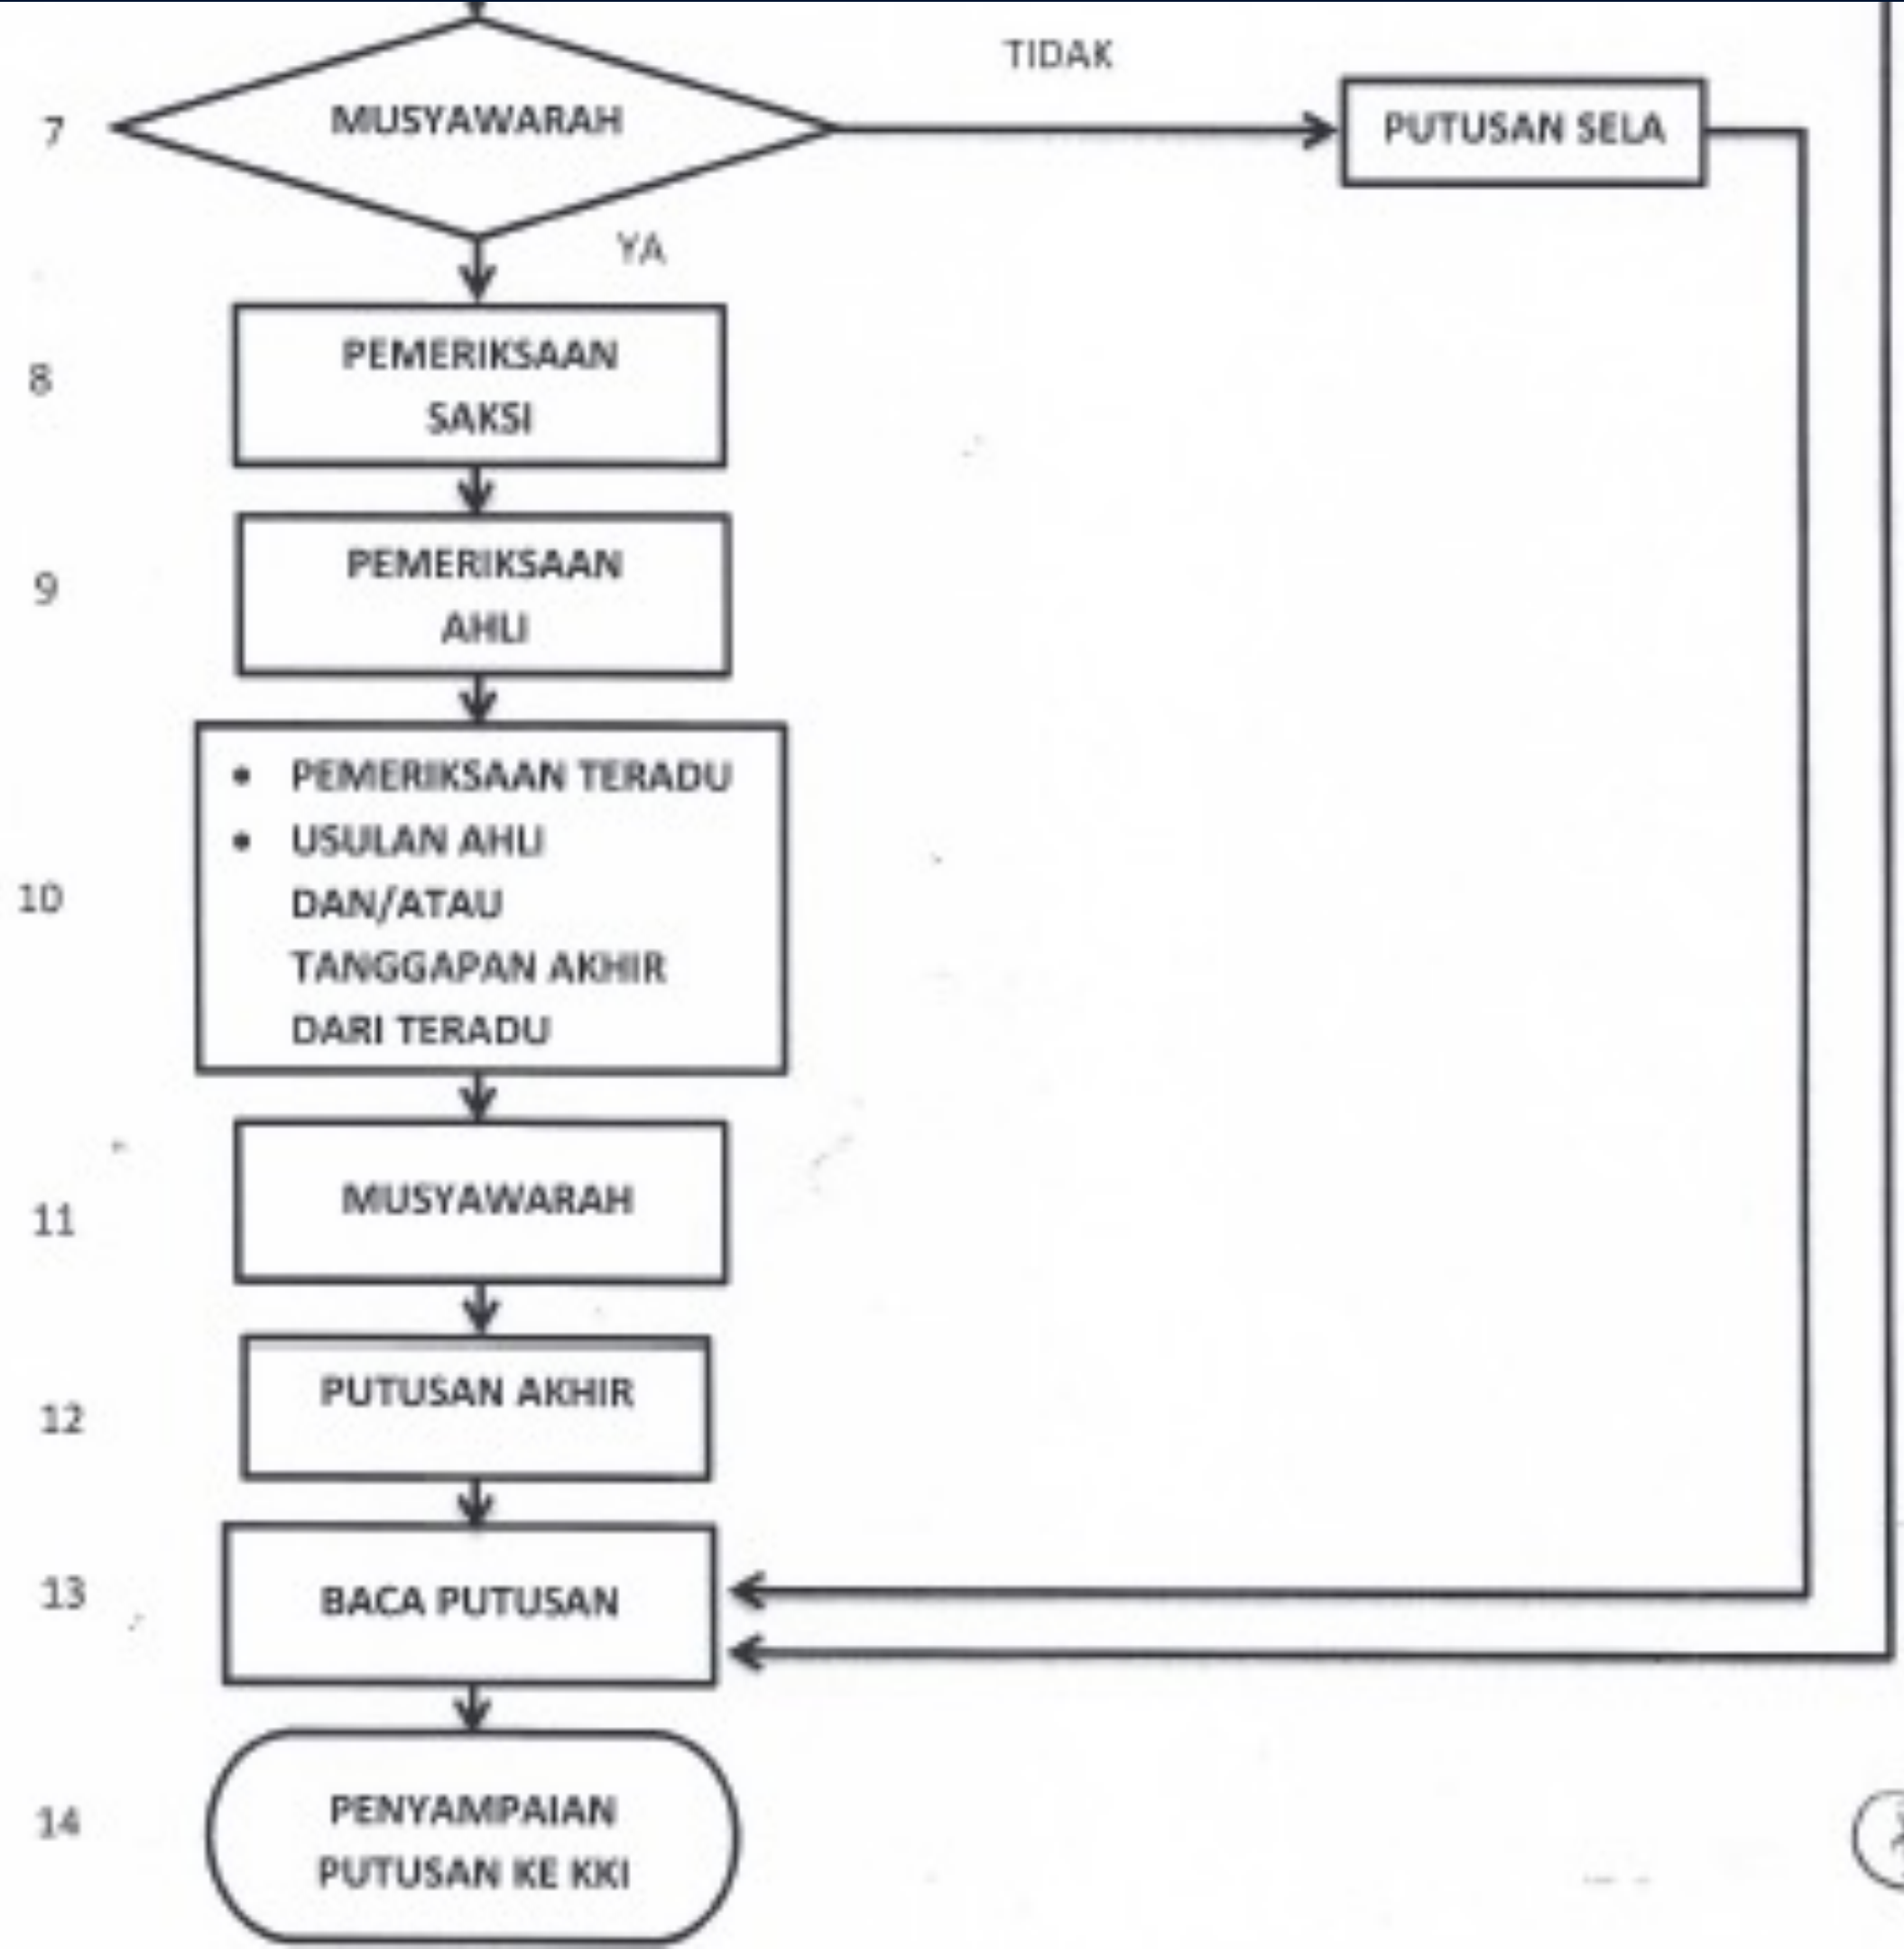 TIDAK
7
MUSYAWARAH
PUTUSAN SELA
YA
8
PEMERIKSAAN
SAKSI
9
PEMERIKSAAN
AHLI
10
• PEMERIKSAAN TERADU
• USULAN AHLI
DAN/ATAU
TANGGAPAN AKHIR
DARI TERADU
11
MUSYAWARAH
12
PUTUSAN AKHIR
13
BACA PUTUSAN
14
PENYAMPAIAN
PUTUSAN KE KKI